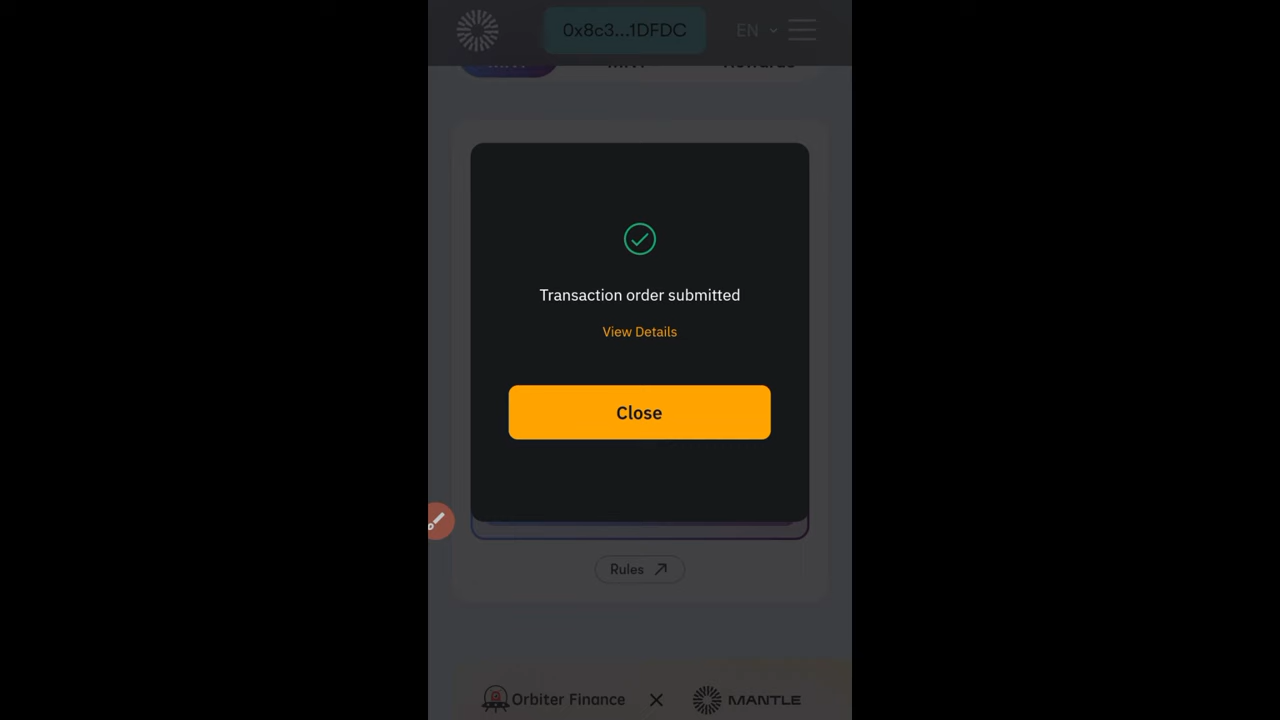 0x8c3...1DFDC EN
Transaction order submitted
View Details
Close
Rules
Orbiter Finance X MANTLE